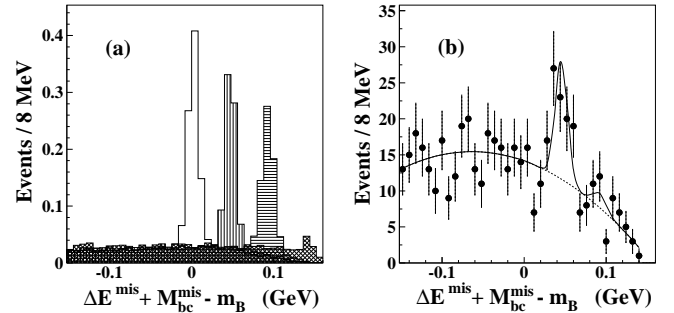 (a)
Events / 8 MeV
0.4
0.3
0.2
0.1
0
-0.1 0 0.1
ΔE^mis + M_bc^mis - m_B (GeV)
(b)
Events / 8 MeV
35
30
25
20
15
10
5
0
-0.1 0 0.1
ΔE^mis + M_bc^mis - m_B (GeV)